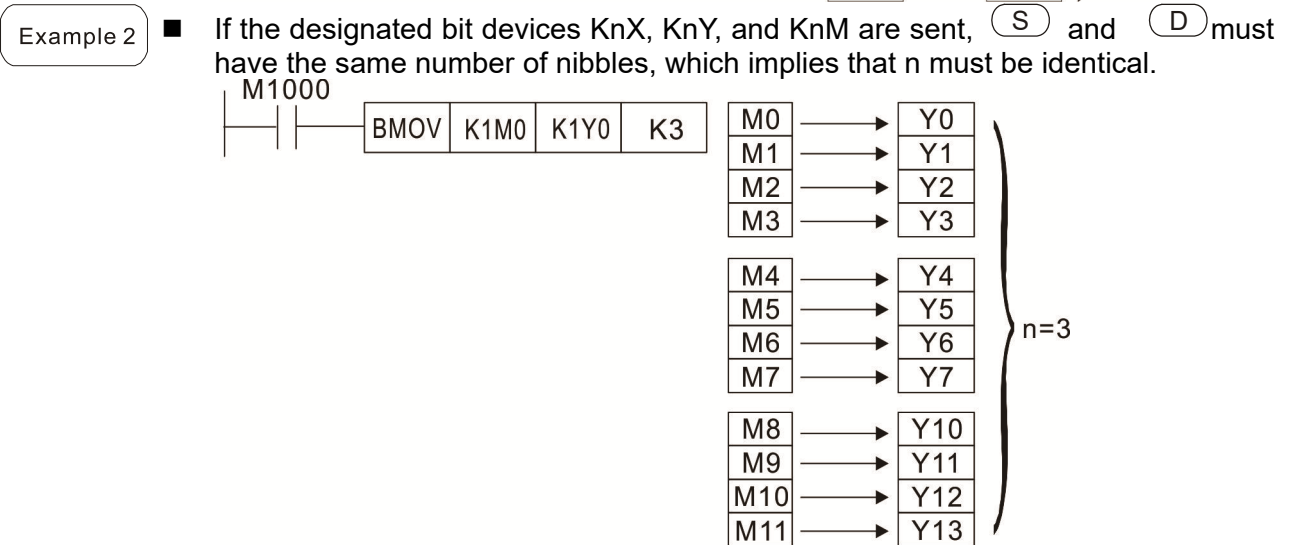 Example 2
■ If the designated bit devices KnX, KnY, and KnM are sent, S and D must
have the same number of nibbles, which implies that n must be identical.
M1000
BMOV K1M0 K1Y0 K3
M0 Y0
M1 Y1
M2 Y2
M3 Y3
M4 Y4
M5 Y5
M6 Y6
M7 Y7
n=3
M8 Y10
M9 Y11
M10 Y12
M11 Y13